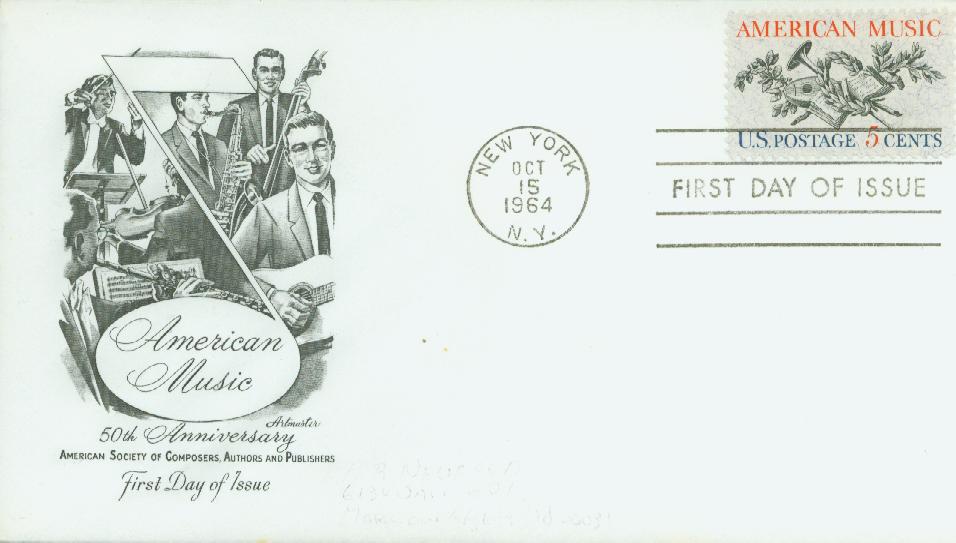 AMERICAN MUSIC
U.S. POSTAGE 5 CENTS
NEW YORK
OCT
15
1964
N.Y.
FIRST DAY OF ISSUE
American
Music
Artmaster
50th Anniversary
AMERICAN SOCIETY OF COMPOSERS, AUTHORS AND PUBLISHERS
First Day of Issue